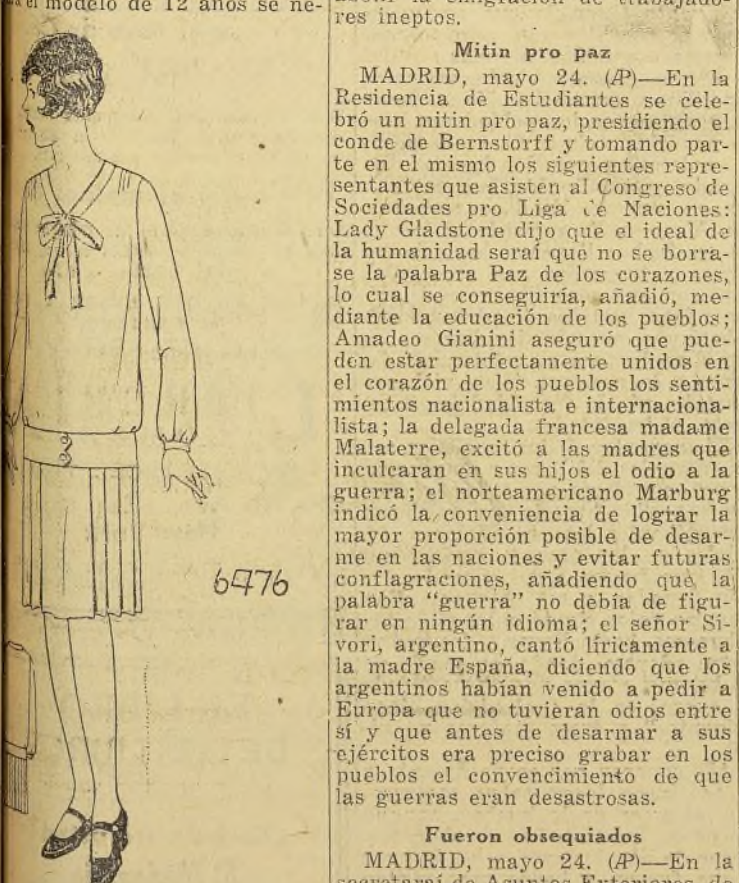 el modelo de 12 años se ne-
6476
res ineptos.
Mitin pro paz
MADRID, mayo 24. (AP)—En la
Residencia de Estudiantes se cele-
bró un mitin pro paz, presidiendo el
conde de Bernstorff y tomando par-
te en el mismo los siguientes repre-
sentantes que asisten al Congreso de
Sociedades pro Liga de Naciones:
Lady Gladstone dijo que el ideal de
la humanidad seraí que no se borra-
se la palabra Paz de los corazones,
lo cual se conseguiría, añadió, me-
diante la educación de los pueblos;
Amadeo Gianini aseguró que pue-
den estar perfectamente unidos en
el corazón de los pueblos los senti-
mientos nacionalista e internaciona-
lista; la delegada francesa madame
Malaterre, excitó a las madres que
inculcaran en sus hijos el odio a la
guerra; el norteamericano Marburg
indicó la conveniencia de lograr la
mayor proporción posible de desar-
me en las naciones y evitar futuras
conflagraciones, añadiendo que la
palabra “guerra” no debía de figu-
rar en ningún idioma; el señor Sí-
vori, argentino, cantó líricamente a
la madre España, diciendo que los
argentinos habían venido a pedir a
Europa que no tuvieran odios entre
sí y que antes de desarmar a sus
ejércitos era preciso grabar en los
pueblos el convencimiento de que
las guerras eran desastrosas.
Fueron obsequiados
MADRID, mayo 24. (AP)—En la